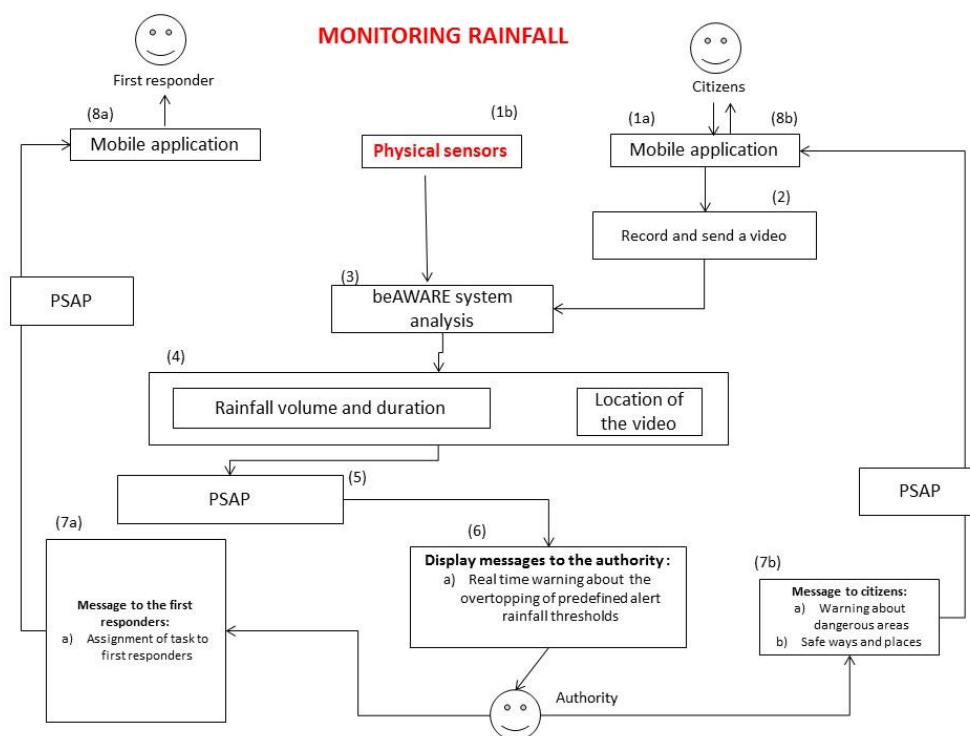 MONITORING RAINFALL
First responder
Citizens
(8a)
Mobile application
(1b)
Physical sensors
(1a)
(8b)
Mobile application
(2)
Record and send a video
PSAP
(3)
beAWARE system
analysis
(4)
Rainfall volume and duration
Location of
the video
PSAP
(5)
PSAP
(6)
Display messages to the authority :
a) Real time warning about the
overtopping of predefined alert
rainfall thresholds
(7a)
Message to the first
responders:
a) Assignment of task to
first responders
(7b)
Message to citizens:
a) Warning about
dangerous areas
b) Safe ways and places
Authority